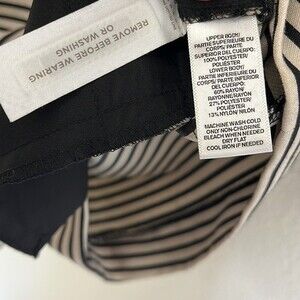 REMOVE BEFORE WEARING
OR WASHING
UPPER BODY/
PARTIE SUPERIEURE DU
CORPS/ PARTE
SUPERIOR DEL CUERPO:
100% POLYESTER/
POLIÉSTER
LOWER BODY/
PARTIE INFERIEURE DU
CORPS/ PARTE INFERIOR
DEL CUERPO:
60% RAYON/
RAYONNE/RAYÓN
27% POLYESTER/
POLIÉSTER
13% NYLON/ NILÓN
MACHINE WASH COLD
ONLY NON-CHLORINE
BLEACH WHEN NEEDED
DRY FLAT
COOL IRON IF NEEDED